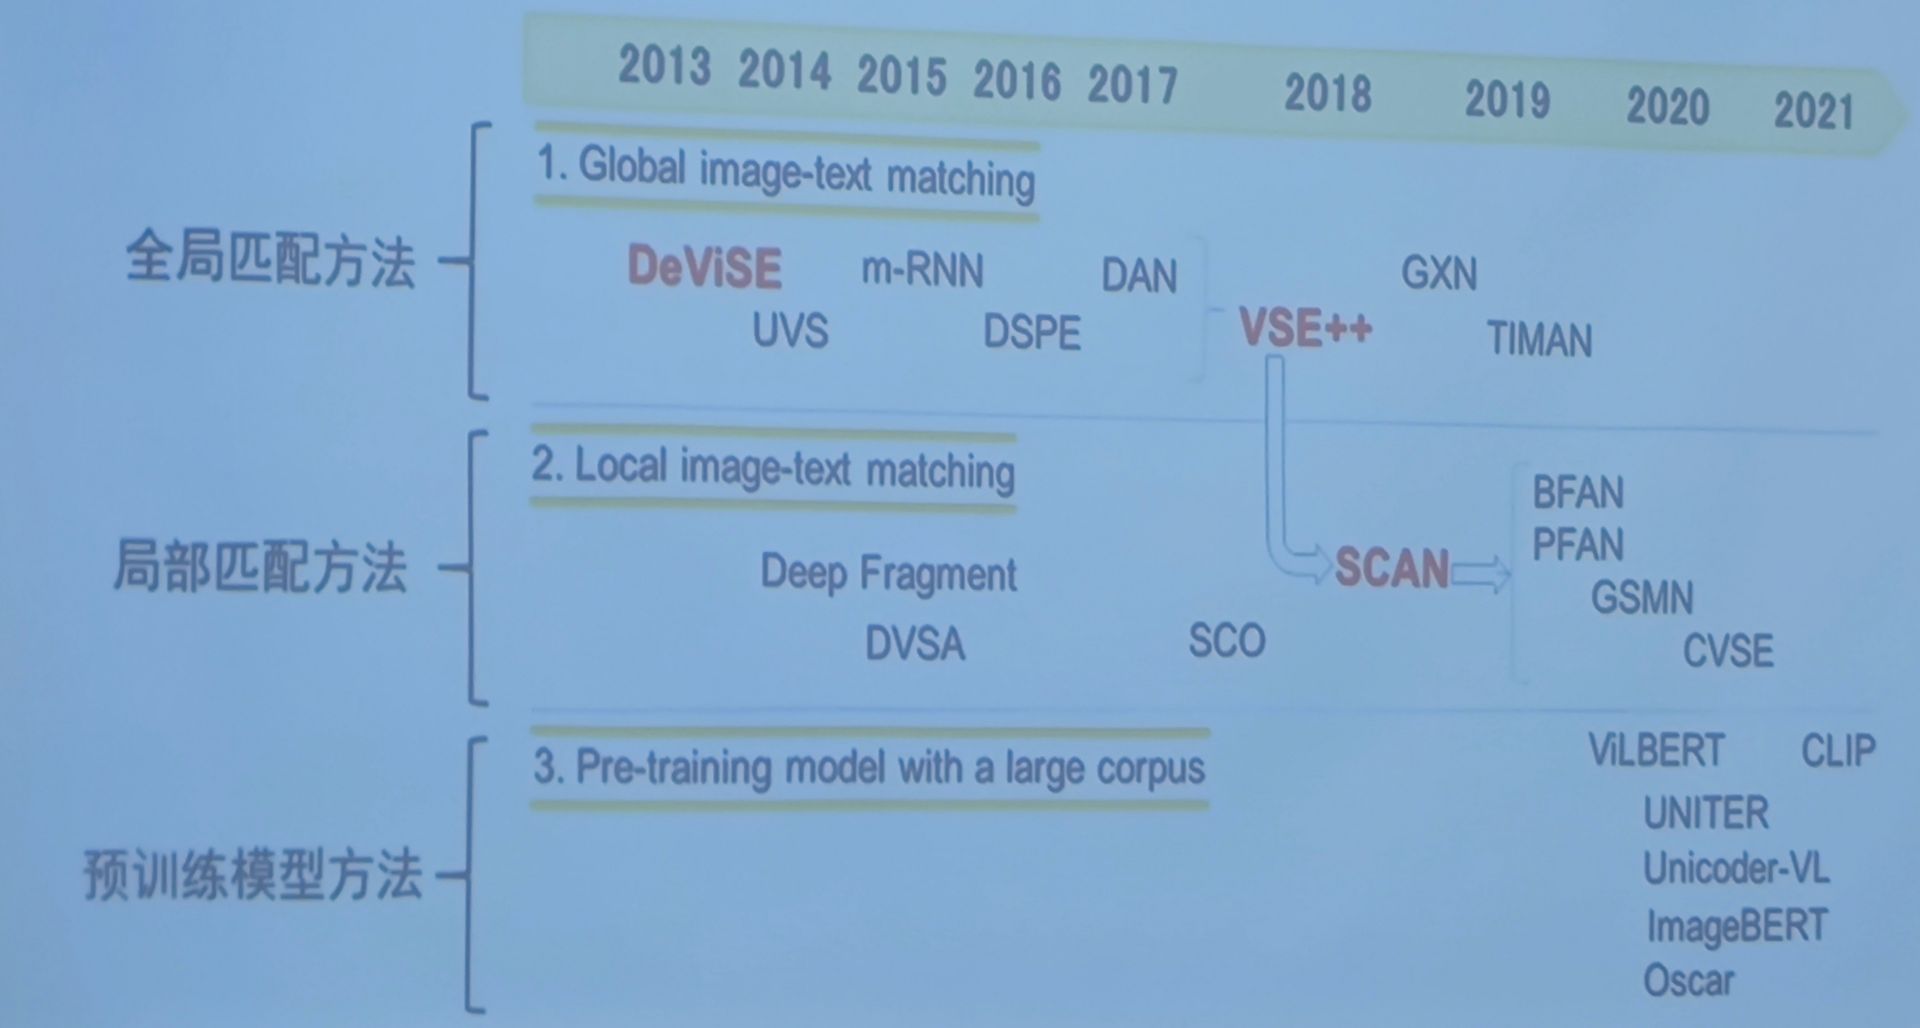 2013 2014 2015 2016 2017 2018 2019 2020 2021
1. Global image-text matching
全局匹配方法
DeViSE m-RNN DAN GXN
UVS DSPE VSE++ TIMAN
2. Local image-text matching
局部匹配方法
BFAN
PFAN
Deep Fragment SCAN
GSMN
DVSA SCO CVSE
3. Pre-training model with a large corpus
预训练模型方法
ViLBERT CLIP
UNITER
Unicoder-VL
ImageBERT
Oscar